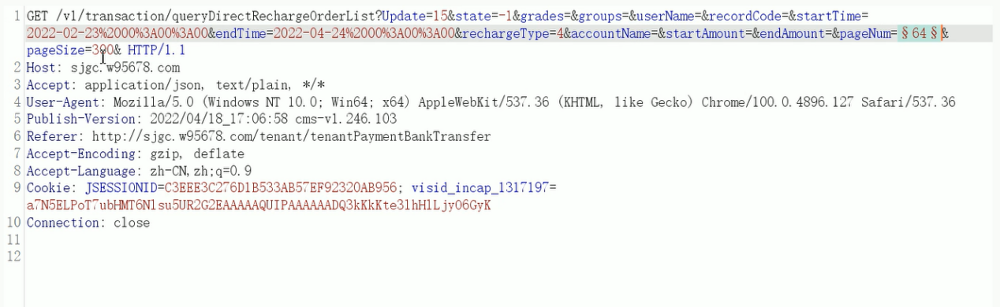 1 GET /v1/transaction/queryDirectRechargeOrderList?Update=15&state=-1&grades=&groups=&userName=&recordCode=&startTime=
2022-02-23%2000%3A00%3A00&endTime=2022-04-24%2000%3A00%3A00&rechargeType=4&accountName=&startAmount=&endAmount=&pageNum=§64§&
pageSize=300& HTTP/1.1
2 Host: sjgc.w95678.com
3 Accept: application/json, text/plain, */*
4 User-Agent: Mozilla/5.0 (Windows NT 10.0; Win64; x64) AppleWebKit/537.36 (KHTML, like Gecko) Chrome/100.0.4896.127 Safari/537.36
5 Publish-Version: 2022/04/18_17:06:58 cms-v1.246.103
6 Referer: http://sjgc.w95678.com/tenant/tenantPaymentBankTransfer
7 Accept-Encoding: gzip, deflate
8 Accept-Language: zh-CN,zh;q=0.9
9 Cookie: JSESSIONID=C3EEE3C276D1B533AB57EF92320AB956; visid_incap_1317197=
a7N5ELPoT7ubHMT6Nlsu5UR2G2EAAAAAQUIPAAAAAADQ3kKkKte3lhHlLjy06GyK
10 Connection: close
11
12